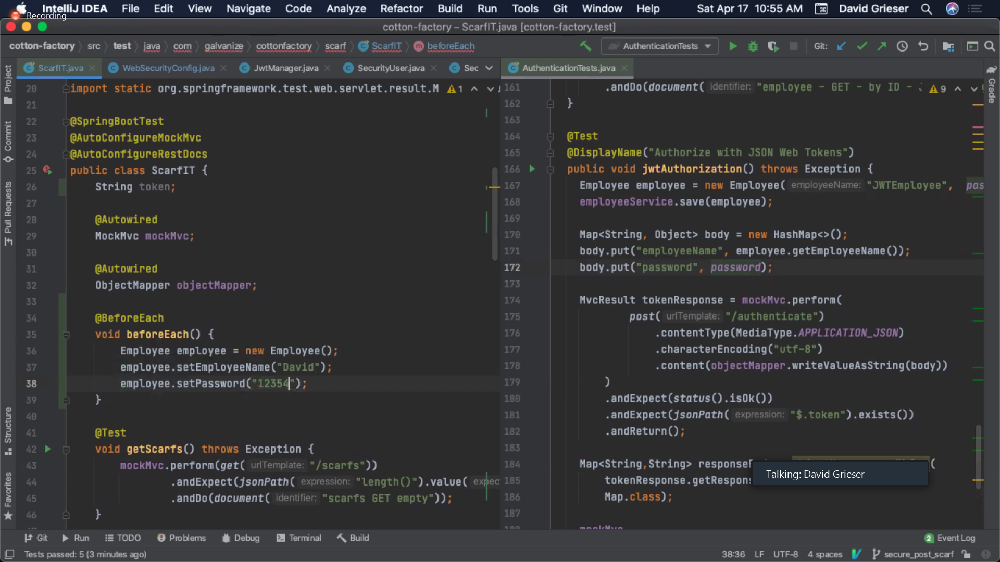 IntelliJ IDEA File Edit View Navigate Code Analyze Refactor Build Run Tools Git Window Help Sat Apr 17 10:55 AM David Grieser
Recording
cotton-factory – ScarfIT.java [cotton-factory.test]
cotton-factory src test java com galvanize cottonfactory scarf ScarfIT m beforeEach AuthenticationTests Git:
ScarfIT.java WebSecurityConfig.java JwtManager.java SecurityUser.java Sec AuthenticationTests.java
Project
Commit
Pull Requests
Structure
Favorites
20 import static org.springframework.test.web.servlet.result.M 1
21
22 @SpringBootTest
23 @AutoConfigureMockMvc
24 @AutoConfigureRestDocs
25 public class ScarfIT {
26 String token;
27
28 @Autowired
29 MockMvc mockMvc;
30
31 @Autowired
32 ObjectMapper objectMapper;
33
34 @BeforeEach
35 void beforeEach() {
36 Employee employee = new Employee();
37 employee.setEmployeeName("David");
38 employee.setPassword("12354");
39 }
40
41 @Test
42 void getScarfs() throws Exception {
43 mockMvc.perform(get( urlTemplate: "/scarfs"))
44 .andExpect(jsonPath( expression: "length()").value( expec
45 .andDo(document( identifier: "scarfs GET empty"));
46 }
161 .andDo(document( identifier: "employee - GET - by ID - 9
162 }
163
164 @Test
165 @DisplayName("Authorize with JSON Web Tokens")
166 public void jwtAuthorization() throws Exception {
167 Employee employee = new Employee( employeeName: "JWTEmployee", pas
168 employeeService.save(employee);
169
170 Map<String, Object> body = new HashMap<>();
171 body.put("employeeName", employee.getEmployeeName());
172 body.put("password", password);
173
174 MvcResult tokenResponse = mockMvc.perform(
175 post( urlTemplate: "/authenticate")
176 .contentType(MediaType.APPLICATION_JSON)
177 .characterEncoding("utf-8")
178 .content(objectMapper.writeValueAsString(body))
179 )
180 .andExpect(status().isOk())
181 .andExpect(jsonPath( expression: "$.token").exists())
182 .andReturn();
183
184 Map<String,String> response (
185 tokenResponse.getRespons
186 Map.class);
187
188 mockMvc
Talking: David Grieser
Gradle
Git Run TODO Problems Debug Terminal Build 2 Event Log
Tests passed: 5 (3 minutes ago) 38:36 LF UTF-8 4 spaces secure_post_scarf